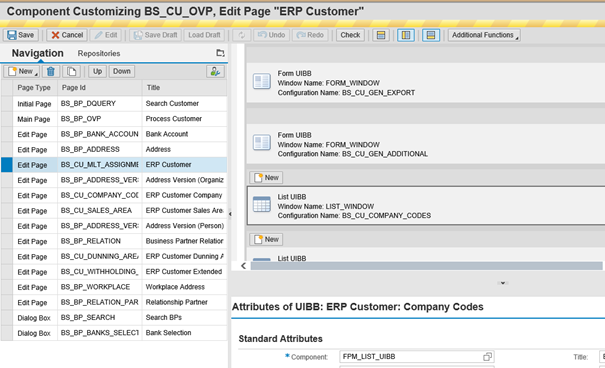 Component Customizing BS_CU_OVP, Edit Page "ERP Customer"
Save Cancel Edit Save Draft Load Draft Undo Redo Check Additional Functions
Navigation Repositories
New Up Down
Page Type Page Id Title
Initial Page BS_BP_DQUERY Search Customer
Main Page BS_BP_OVP Process Customer
Edit Page BS_BP_BANK_ACCOUN Bank Account
Edit Page BS_BP_ADDRESS Address
Edit Page BS_CU_MLT_ASSIGNME ERP Customer
Edit Page BS_BP_ADDRESS_VER Address Version (Organiz
Edit Page BS_CU_COMPANY_COD ERP Customer Company
Edit Page BS_CU_SALES_AREA ERP Customer Sales Are
Edit Page BS_BP_ADDRESS_VER Address Version (Person)
Edit Page BS_BP_RELATION Business Partner Relation
Edit Page BS_CU_DUNNING_AREA ERP Customer Dunning A
Edit Page BS_CU_WITHHOLDING_ ERP Customer Extended
Edit Page BS_BP_WORKPLACE Workplace Address
Edit Page BS_BP_RELATION_PAR Relationship Partner
Dialog Box BS_BP_SEARCH Search BPs
Dialog Box BS_BP_BANKS_SELECT Bank Selection
Form UIBB
Window Name: FORM_WINDOW
Configuration Name: BS_CU_GEN_EXPORT
Form UIBB
Window Name: FORM_WINDOW
Configuration Name: BS_CU_GEN_ADDITIONAL
New
List UIBB
Window Name: LIST_WINDOW
Configuration Name: BS_CU_COMPANY_CODES
New
List UIBB
Attributes of UIBB: ERP Customer: Company Codes
Standard Attributes
* Component: FPM_LIST_UIBB Title: